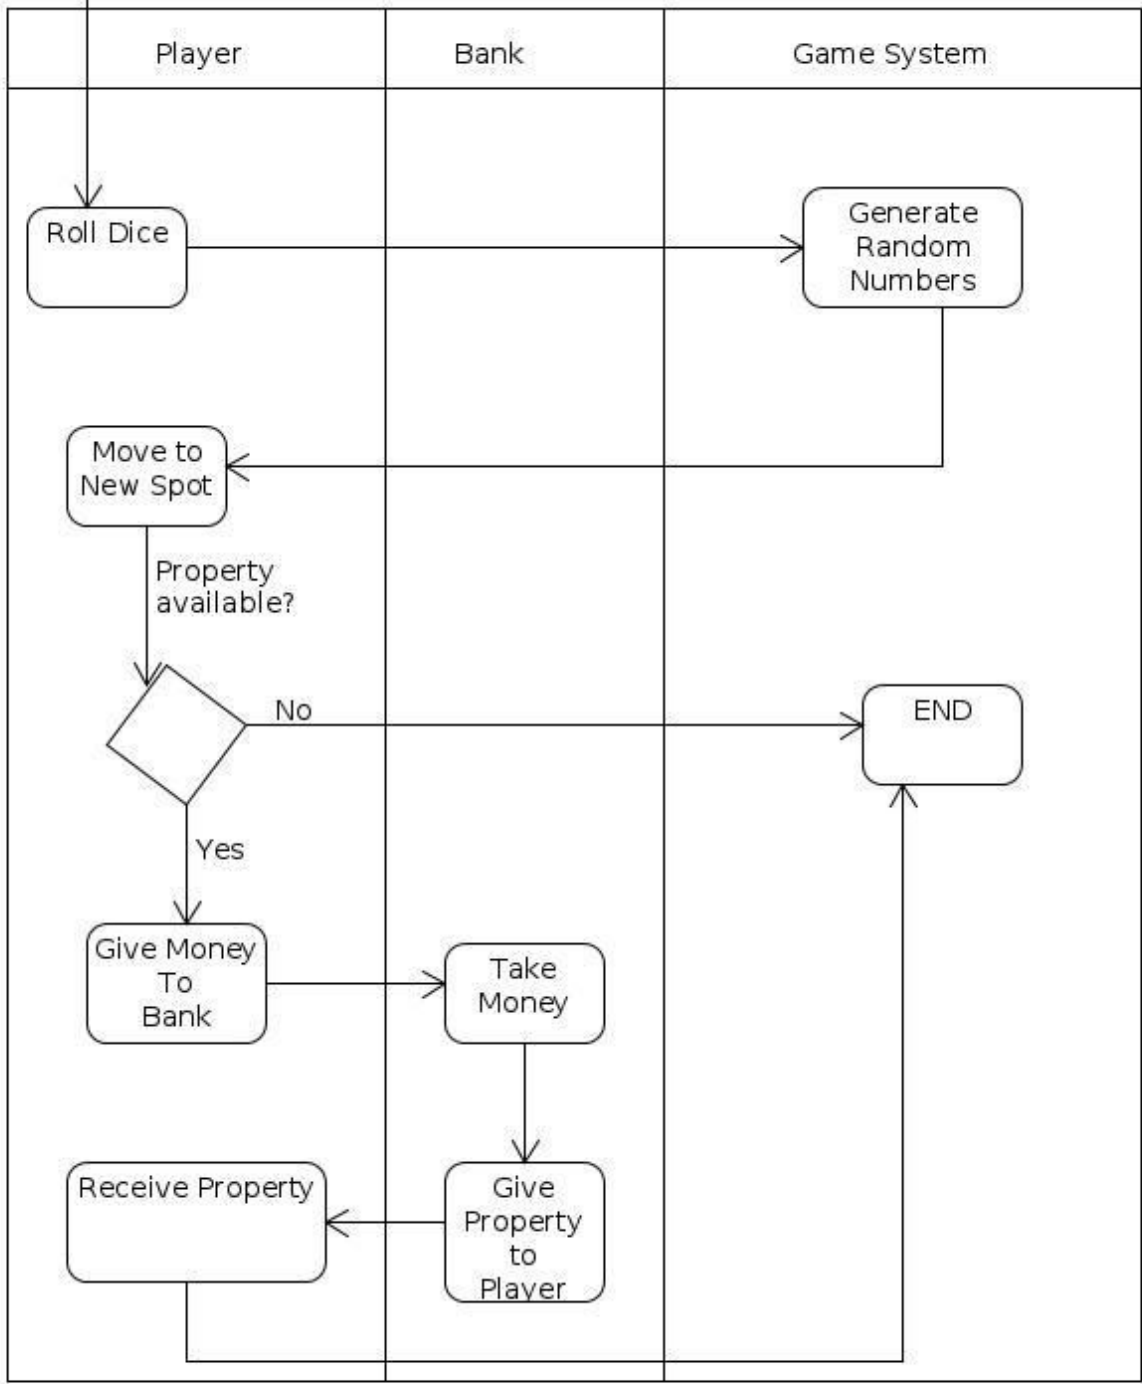 Player
Bank
Game System
Roll Dice
Generate
Random
Numbers
Move to
New Spot
Property
available?
No
END
Yes
Give Money
To
Bank
Take
Money
Receive Property
Give
Property
to
Player